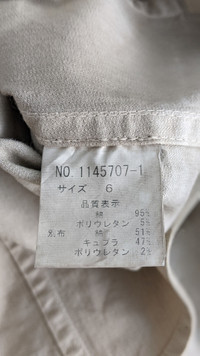 NO. 1145707-1
サイズ 6
品質表示
綿 95%
ポリウレタン 5%
別布 綿 51%
キュプラ 47%
ポリウレタン 2%